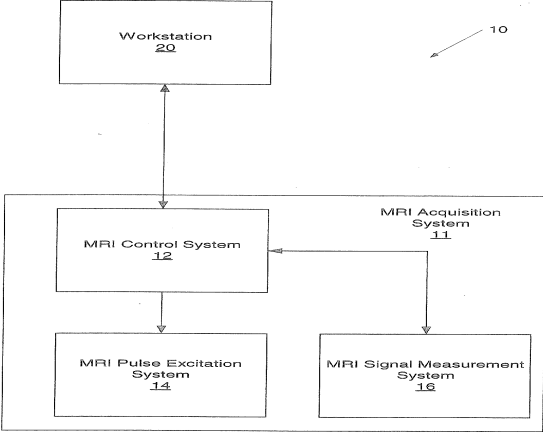 Workstation
20
10
MRI Acquisition
System
11
MRI Control System
12
MRI Pulse Excitation
System
14
MRI Signal Measurement
System
16